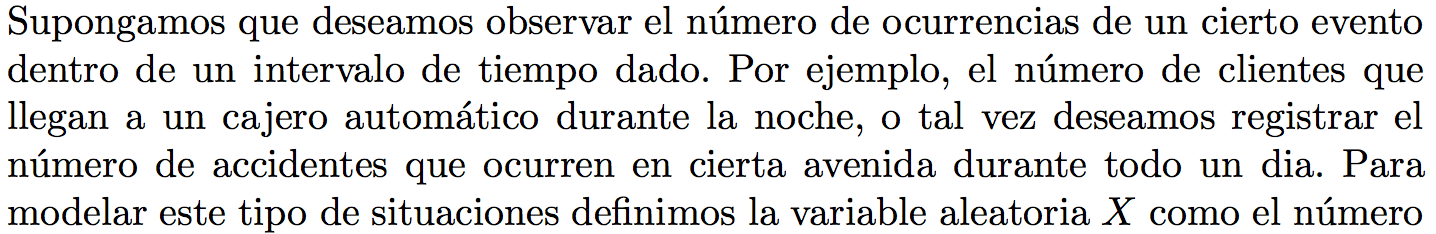 Supongamos que deseamos observar el número de ocurrencias de un cierto evento
dentro de un intervalo de tiempo dado. Por ejemplo, el número de clientes que
llegan a un cajero automático durante la noche, o tal vez deseamos registrar el
número de accidentes que ocurren en cierta avenida durante todo un dia. Para
modelar este tipo de situaciones definimos la variable aleatoria X como el número